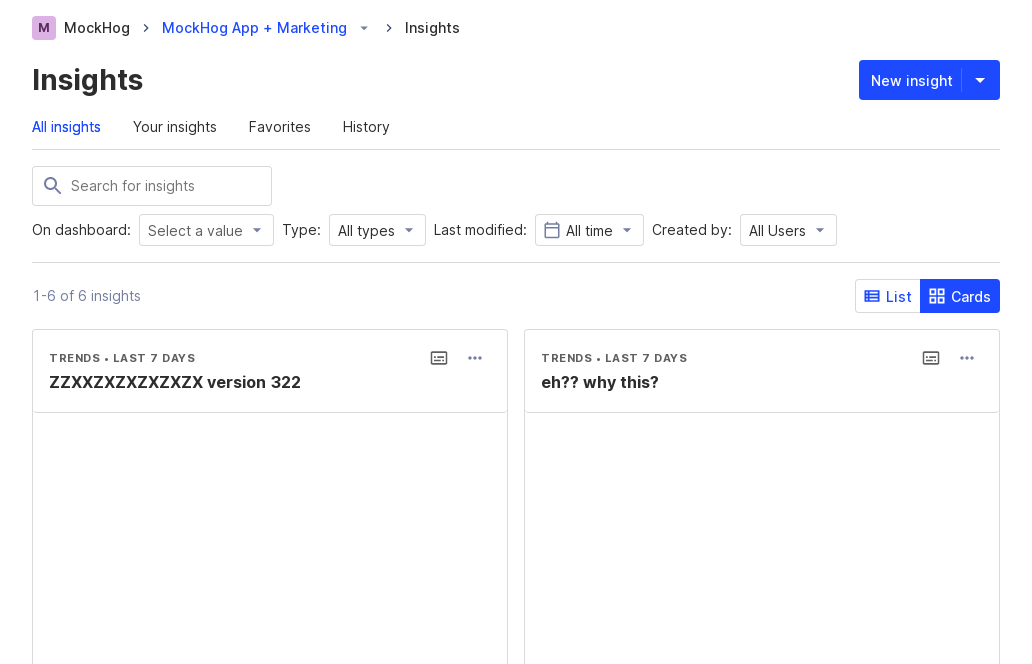 M MockHog MockHog App + Marketing Insights
Insights
New insight
All insights Your insights Favorites History
Search for insights
On dashboard: Select a value Type: All types Last modified: All time Created by: All Users
1-6 of 6 insights
List Cards
TRENDS • LAST 7 DAYS
ZZXXZXZXZXZXZX version 322
TRENDS • LAST 7 DAYS
eh?? why this?